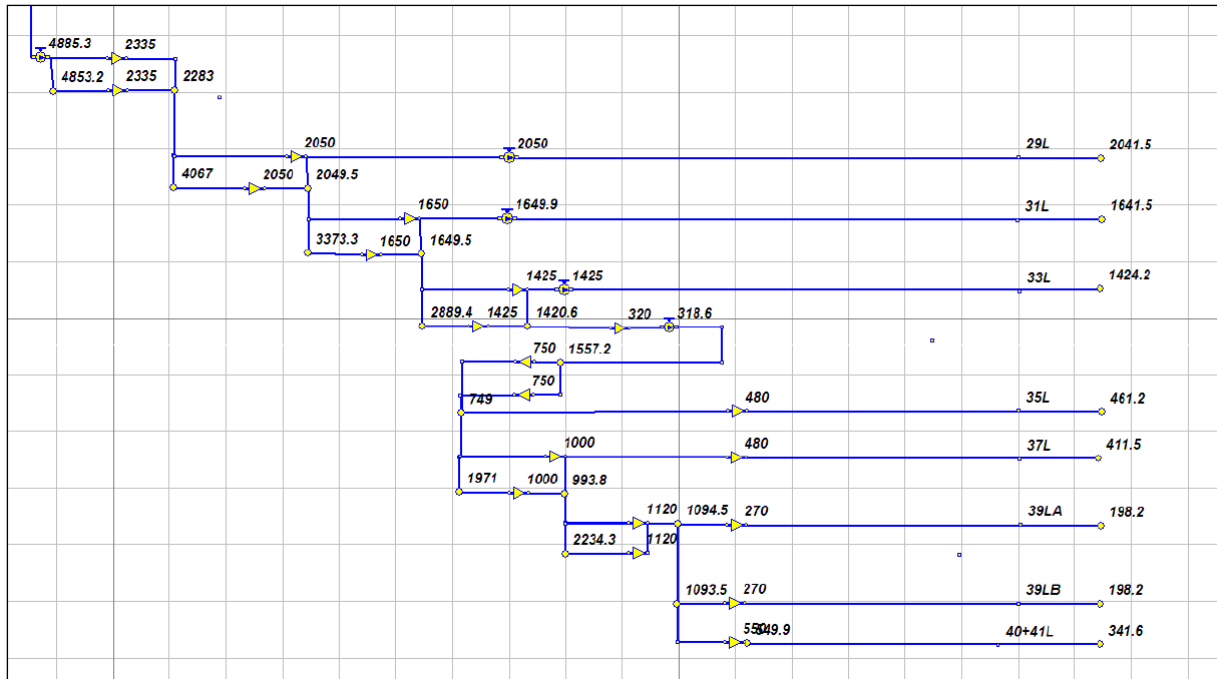 4885.3 2335
4853.2 2335 2283
2050 2050 29L 2041.5
4067 2050 2049.5
1650 1649.9 31L 1641.5
3373.3 1650 1649.5
1425 1425 33L 1424.2
2889.4 1425 1420.6 320 318.6
750 1557.2
750
749 480 35L 461.2
1000 480 37L 411.5
1971 1000 993.8
1120 1094.5 270 39LA 198.2
2234.3 1120
1093.5 270 39LB 198.2
550 549.9 40+41L 341.6